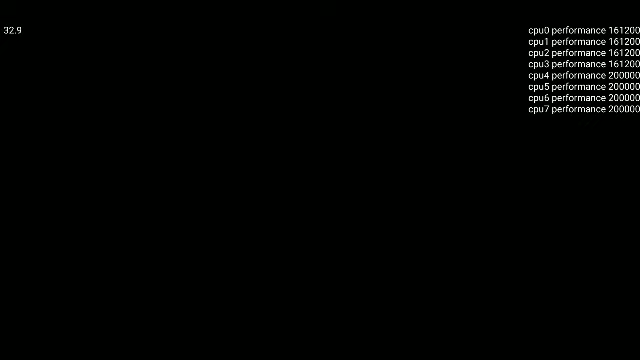 32.9
cpu0 performance 161200
cpu1 performance 161200
cpu2 performance 161200
cpu3 performance 161200
cpu4 performance 200000
cpu5 performance 200000
cpu6 performance 200000
cpu7 performance 200000